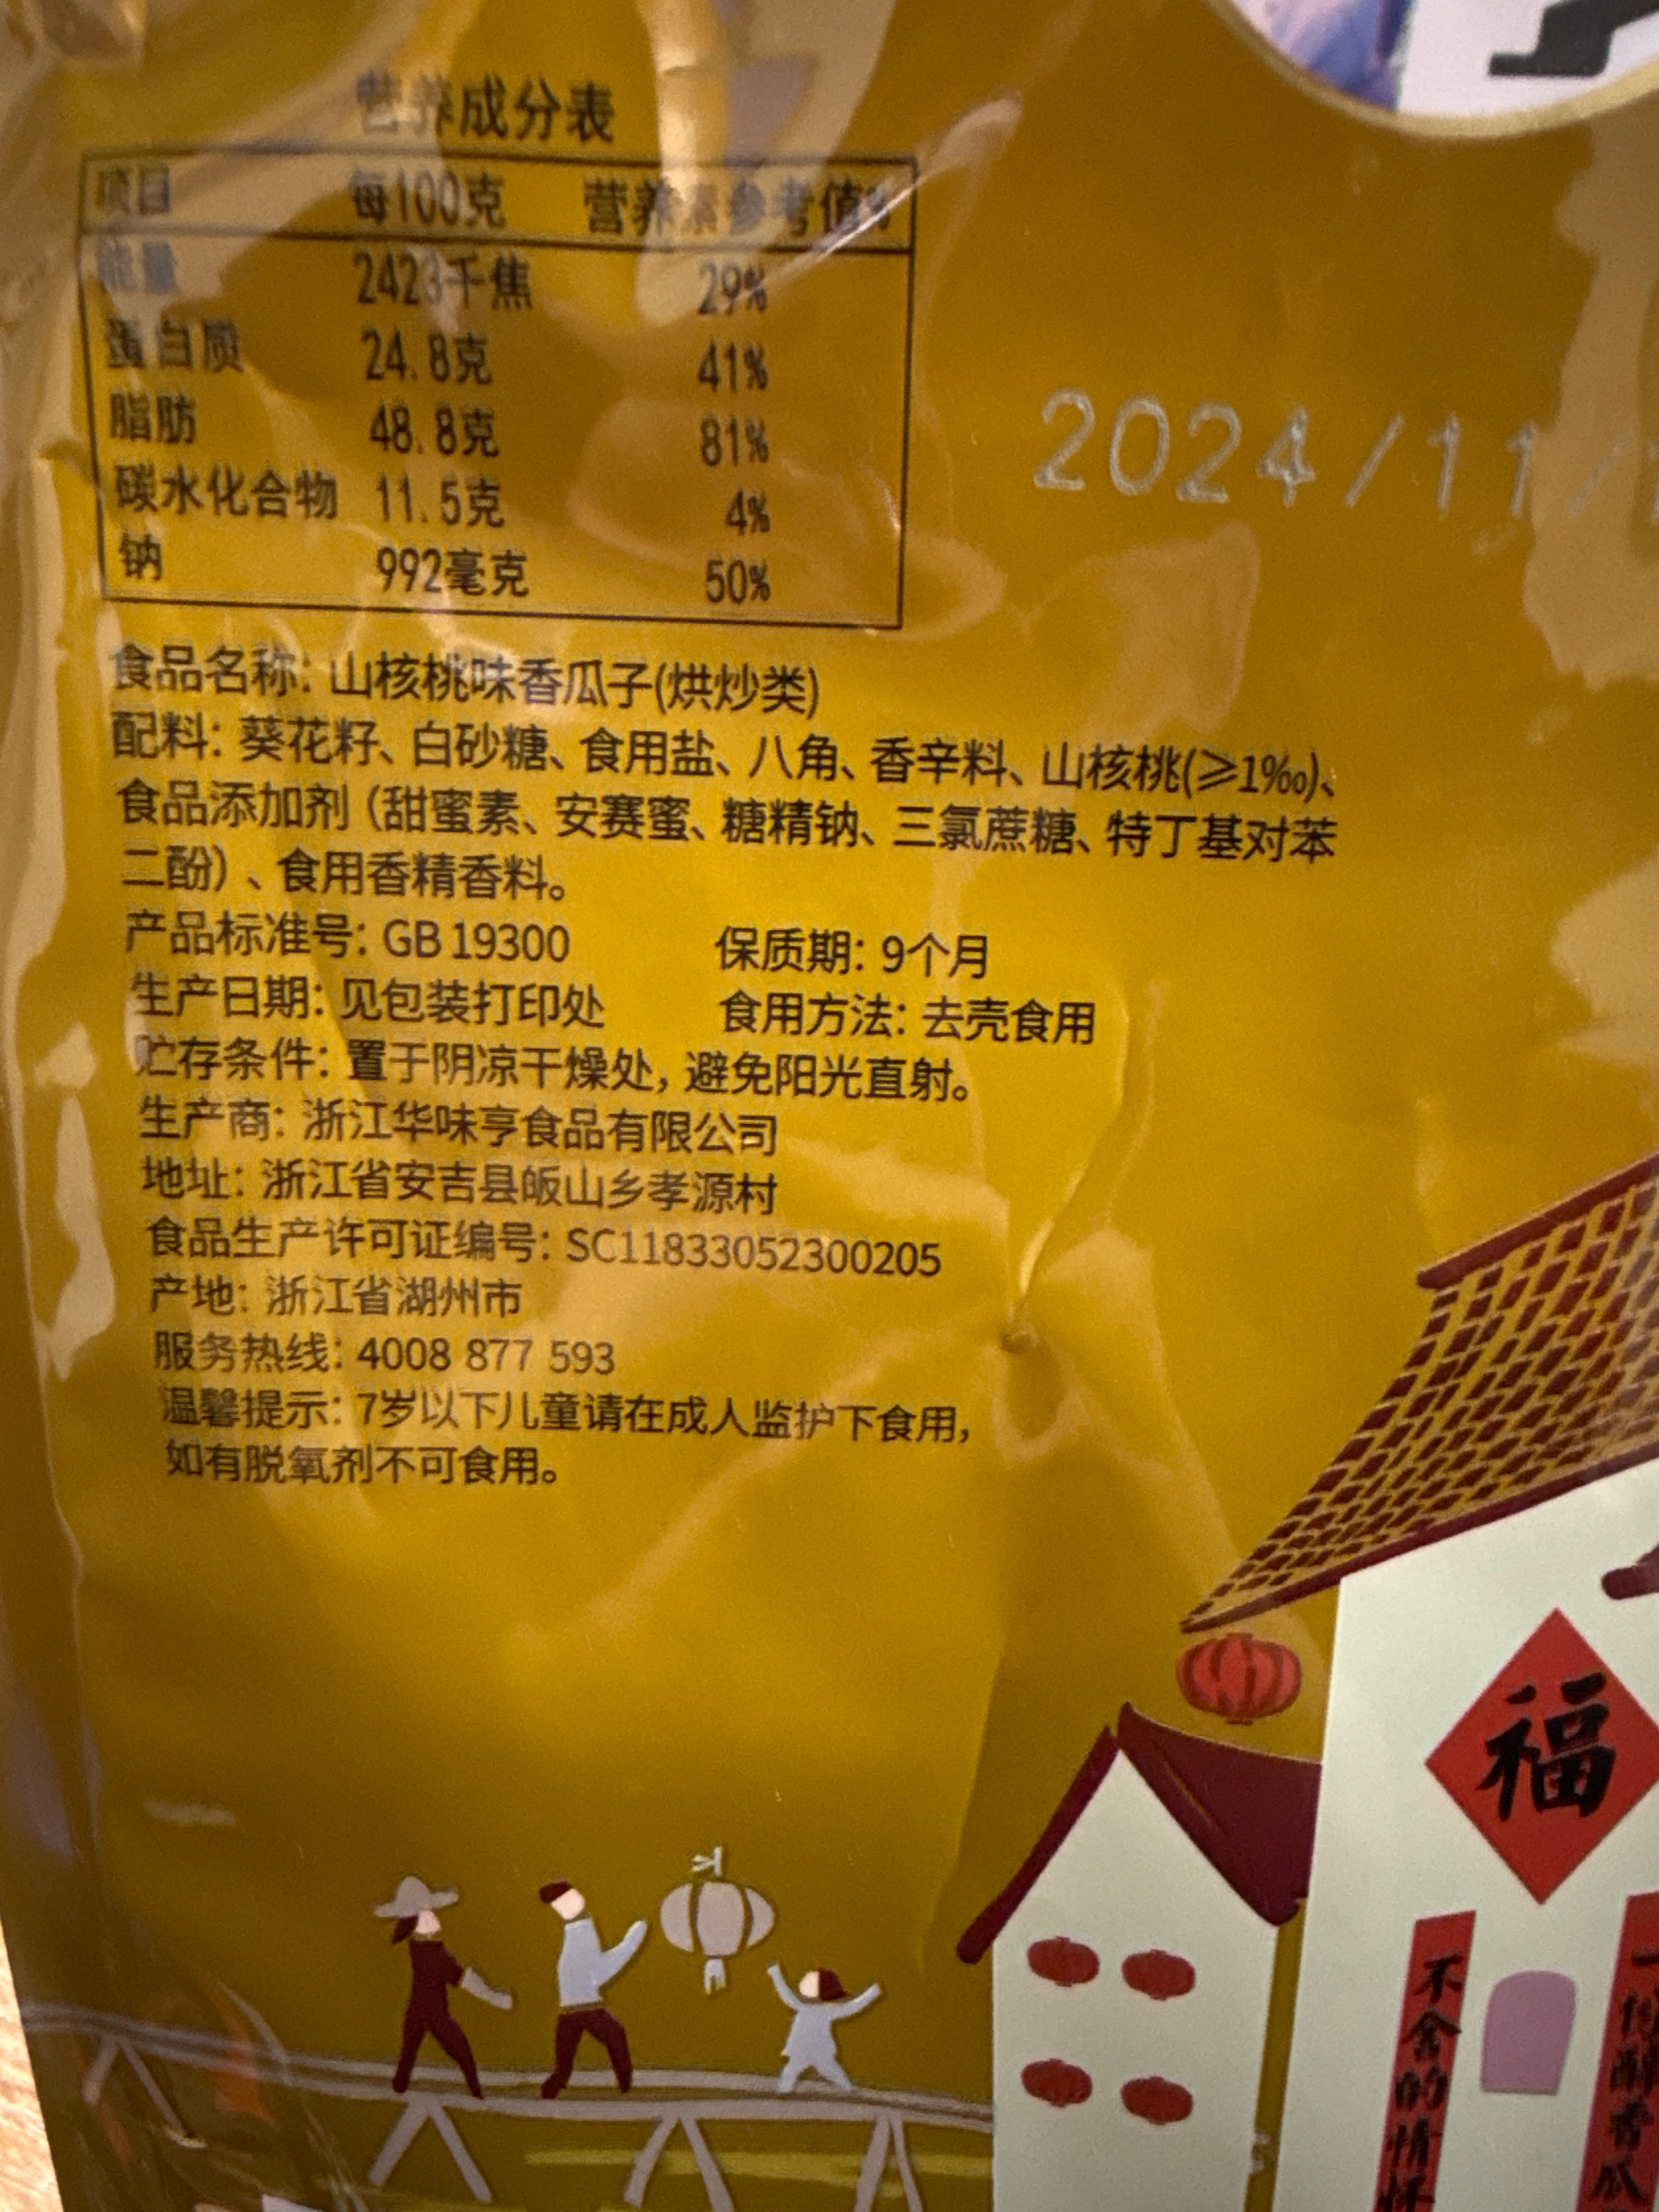 营养成分表
项目 每100克 营养素参考值%
能量 2423千焦 29%
蛋白质 24.8克 41%
脂肪 48.8克 81%
碳水化合物 11.5克 4%
钠 992毫克 50%
2024/11/
食品名称: 山核桃味香瓜子(烘炒类)
配料: 葵花籽、白砂糖、食用盐、八角、香辛料、山核桃(≥1‰)、
食品添加剂 (甜蜜素、安赛蜜、糖精钠、三氯蔗糖、特丁基对苯
二酚) 、食用香精香料。
产品标准号: GB 19300 保质期: 9个月
生产日期: 见包装打印处 食用方法: 去壳食用
贮存条件: 置于阴凉干燥处, 避免阳光直射。
生产商: 浙江华味亨食品有限公司
地址: 浙江省安吉县皈山乡孝源村
食品生产许可证编号: SC11833052300205
产地: 浙江省湖州市
服务热线: 4008 877 593
温馨提示: 7岁以下儿童请在成人监护下食用,
如有脱氧剂不可食用。
福
不舍的情怀